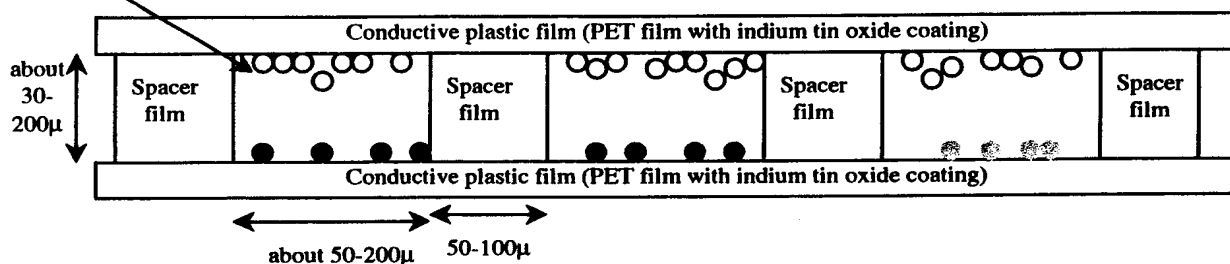 Conductive plastic film (PET film with indium tin oxide coating)
about
30-
200μ
Spacer
film
Spacer
film
Spacer
film
Spacer
film
Conductive plastic film (PET film with indium tin oxide coating)
about 50-200μ
50-100μ